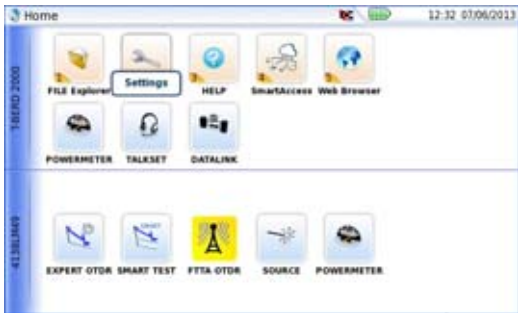 Home
12:32 07/06/2013
T-BERD 2000
FILE Explorer
Settings
HELP
SmartAccess
Web Browser
POWERMETER
TALKSET
DATALINK
EXPERT OTDR
SMART TEST
FTTA OTDR
SOURCE
POWERMETER